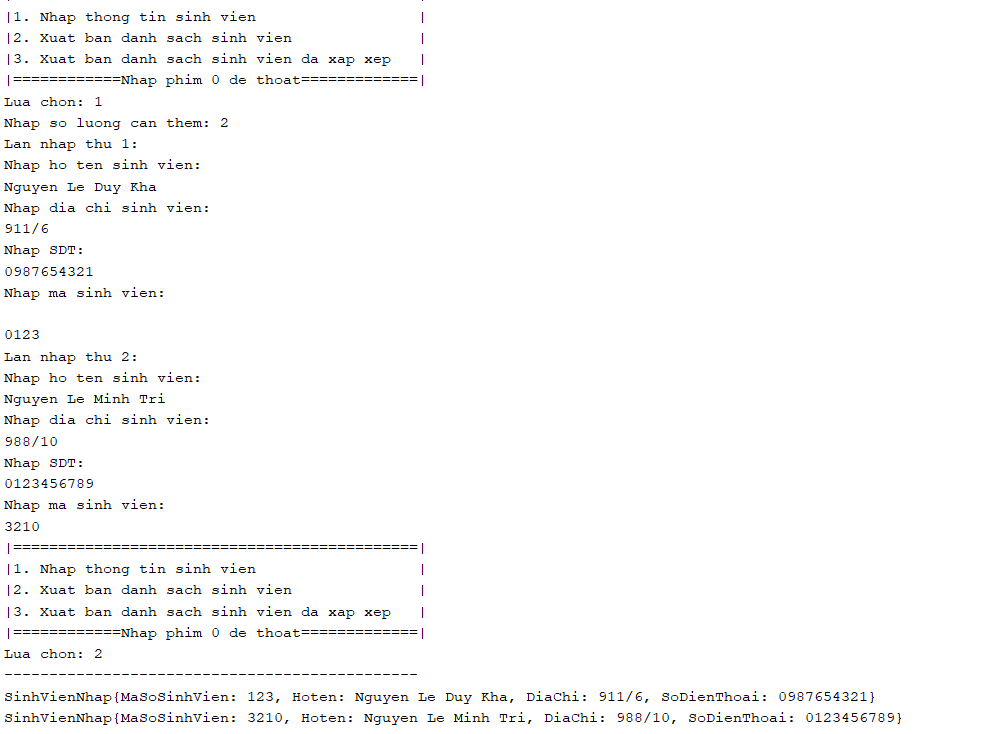 |1. Nhap thong tin sinh vien                  |
|2. Xuat ban danh sach sinh vien              |
|3. Xuat ban danh sach sinh vien da xap xep   |
|============Nhap phim 0 de thoat=============|
Lua chon: 1
Nhap so luong can them: 2
Lan nhap thu 1:
Nhap ho ten sinh vien:
Nguyen Le Duy Kha
Nhap dia chi sinh vien:
911/6
Nhap SDT:
0987654321
Nhap ma sinh vien:

0123
Lan nhap thu 2:
Nhap ho ten sinh vien:
Nguyen Le Minh Tri
Nhap dia chi sinh vien:
988/10
Nhap SDT:
0123456789
Nhap ma sinh vien:
3210
|=============================================|
|1. Nhap thong tin sinh vien                  |
|2. Xuat ban danh sach sinh vien              |
|3. Xuat ban danh sach sinh vien da xap xep   |
|============Nhap phim 0 de thoat=============|
Lua chon: 2
----------------------------------------------
SinhVienNhap{MaSoSinhVien: 123, Hoten: Nguyen Le Duy Kha, DiaChi: 911/6, SoDienThoai: 0987654321}
SinhVienNhap{MaSoSinhVien: 3210, Hoten: Nguyen Le Minh Tri, DiaChi: 988/10, SoDienThoai: 0123456789}